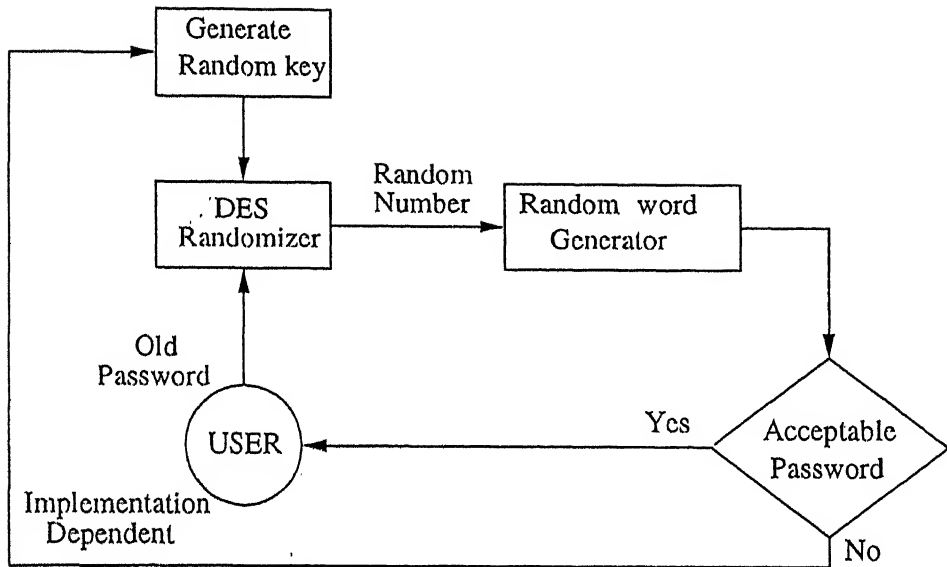 Generate
Random key
DES
Randomizer
Random
Number
Random word
Generator
Old
Password
USER
Yes
Acceptable
Password
Implementation
Dependent
No